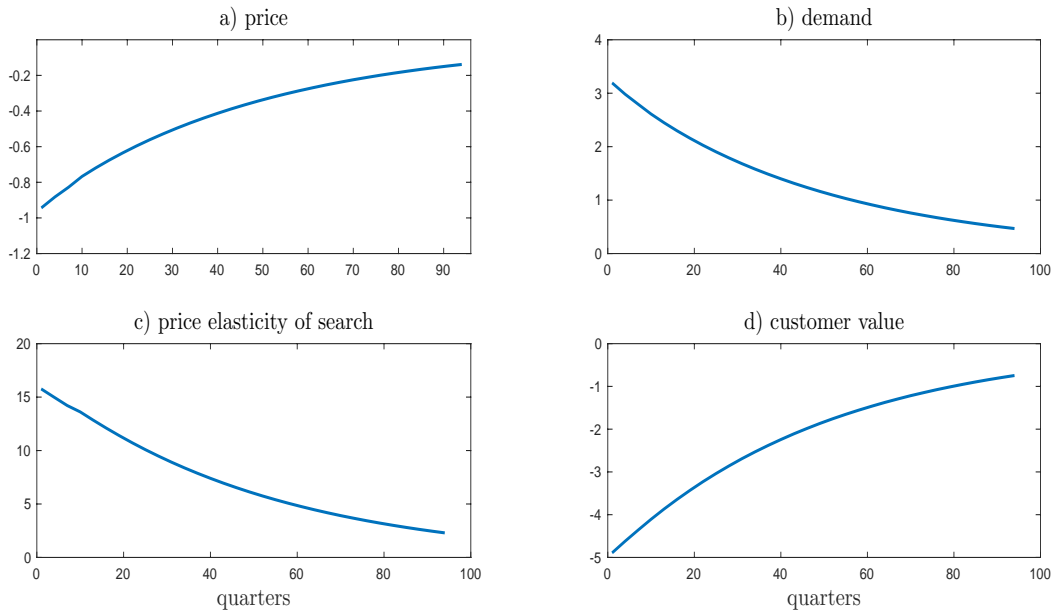 a) price
-0.2
-0.4
-0.6
-0.8
-1
-1.2
0 10 20 30 40 50 60 70 80 90
b) demand
4
3
2
1
0
0 20 40 60 80 100
c) price elasticity of search
20
15
10
5
0
0 20 40 60 80 100
quarters
d) customer value
0
-1
-2
-3
-4
-5
0 20 40 60 80 100
quarters